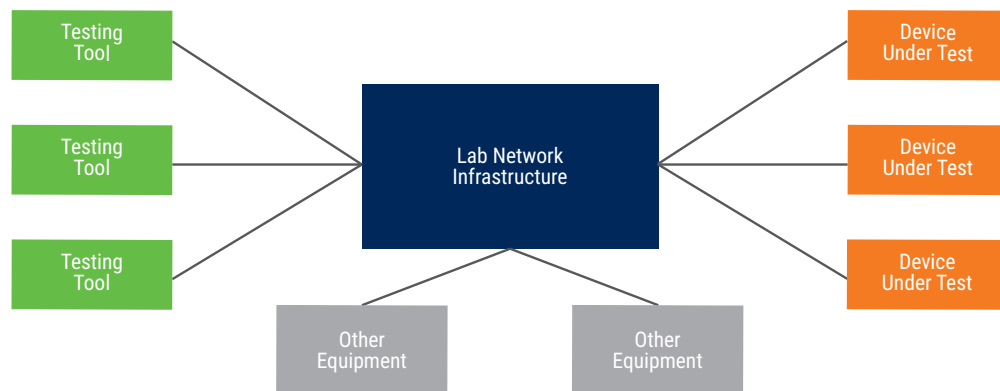 Testing
Tool
Testing
Tool
Testing
Tool
Lab Network
Infrastructure
Device
Under Test
Device
Under Test
Device
Under Test
Other
Equipment
Other
Equipment